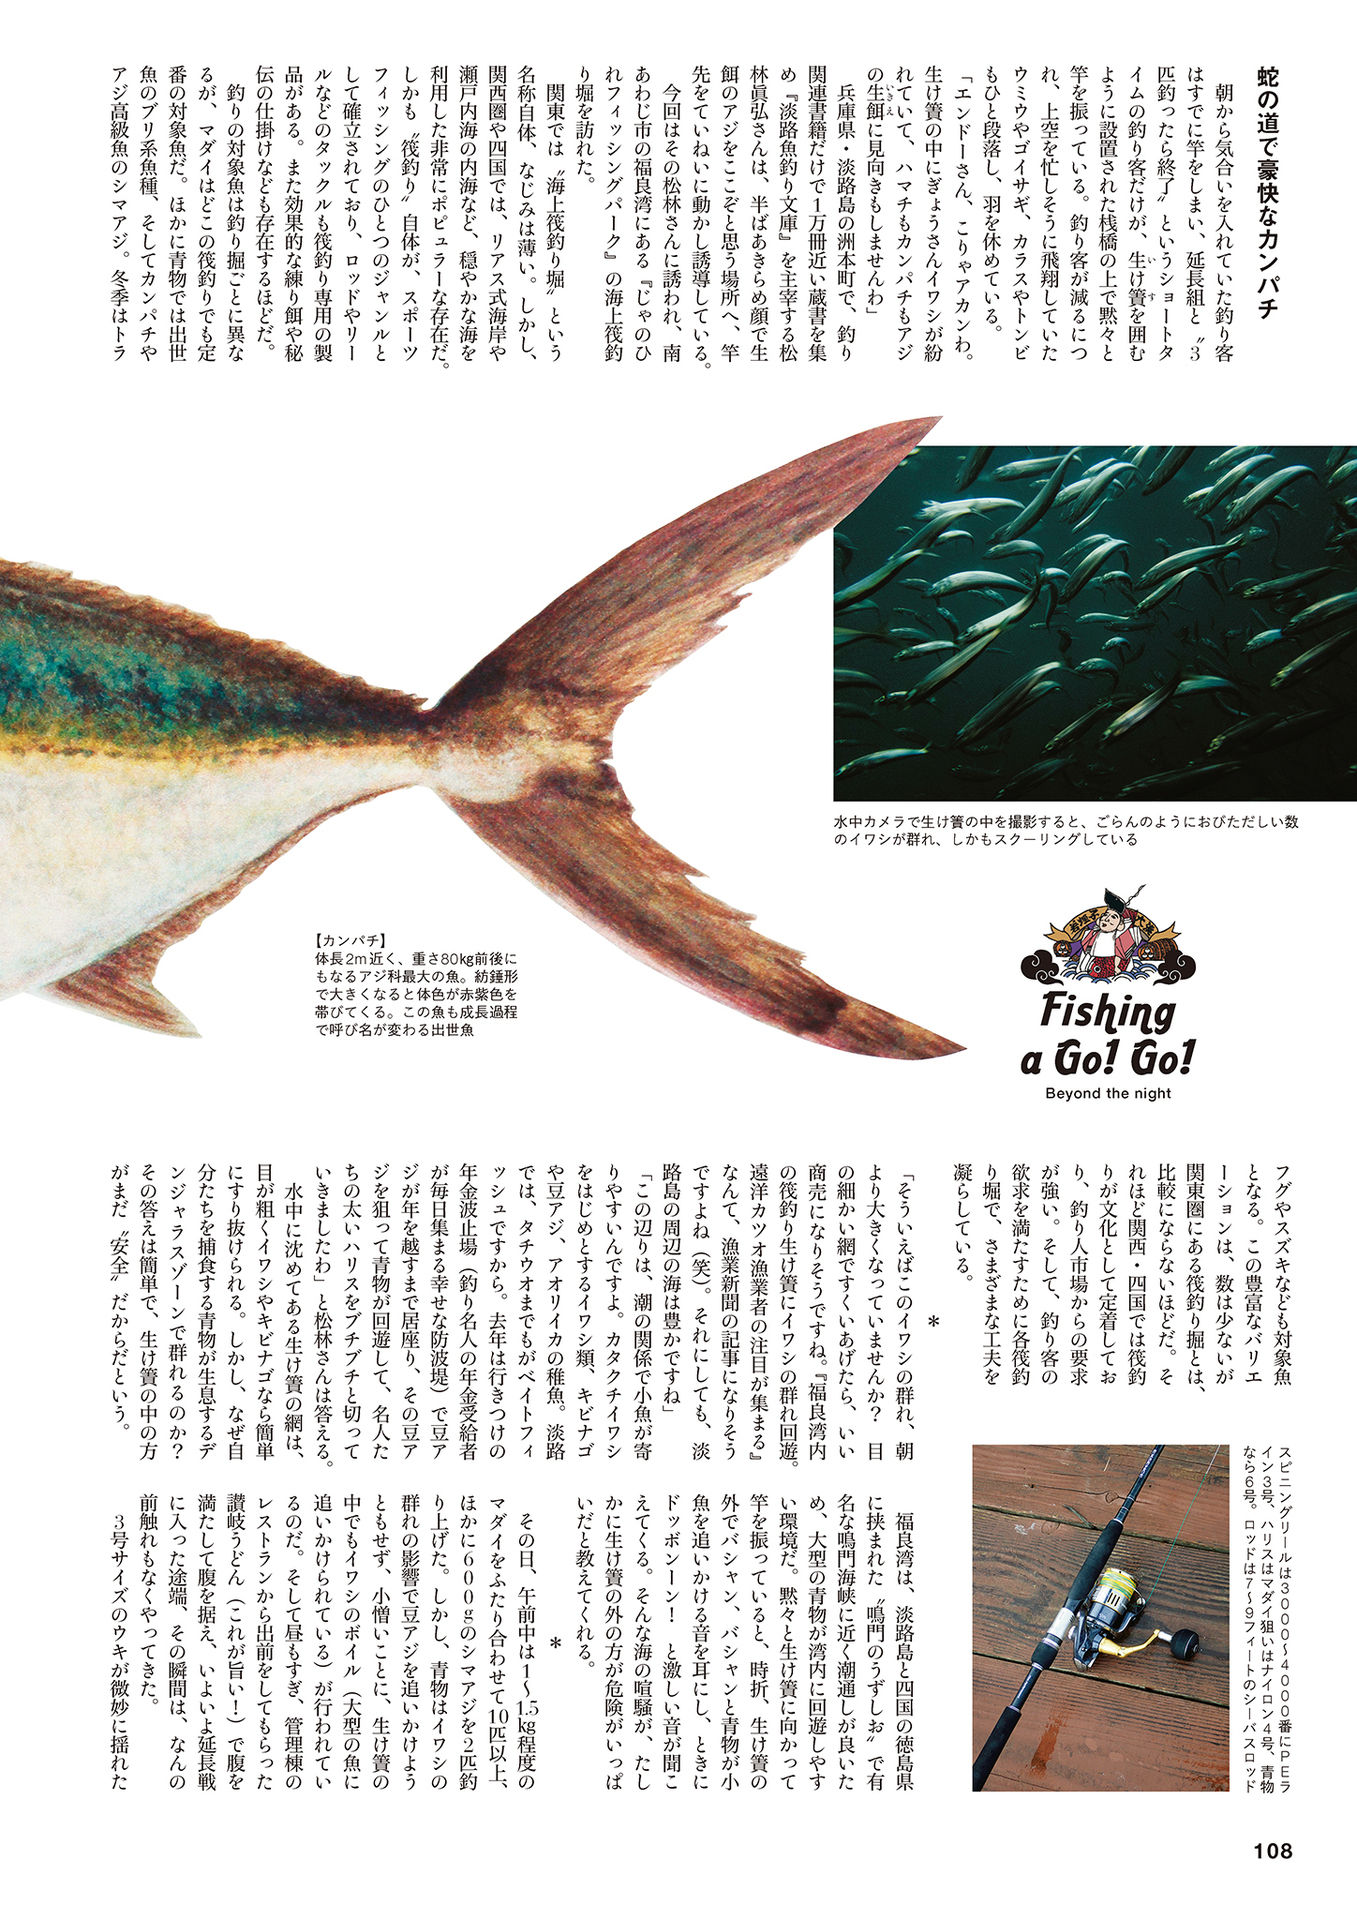 蛇の道で豪快なカンパチ
　朝から気合いを入れていた釣り客
はすでに竿をしまい、延長組と〝3
匹釣ったら終了〟というショートタ
イムの釣り客だけが、生け簀を囲む
ように設置された桟橋の上で黙々と
竿を振っている。釣り客が減るにつ
れ、上空を忙しそうに飛翔していた
ウミウやゴイサギ、カラスやトンビ
もひと段落し、羽を休めている。
「エンドーさん、こりゃアカンわ。
生け簀の中にぎょうさんイワシが紛
れていて、ハマチもカンパチもアジ
の生餌に見向きもしませんわ」
　兵庫県・淡路島の洲本町で、釣り
関連書籍だけで1万冊近い蔵書を集
め『淡路魚釣り文庫』を主宰する松
林眞弘さんは、半ばあきらめ顔で生
餌のアジをここぞと思う場所へ、竿
先をていねいに動かし誘導している。
　今回はその松林さんに誘われ、南
あわじ市の福良湾にある『じゃのひ
れフィッシングパーク』の海上筏釣
り堀を訪れた。
　関東では〝海上筏釣り堀〟という
名称自体、なじみは薄い。しかし、
関西圏や四国では、リアス式海岸や
瀬戸内海の内海など、穏やかな海を
利用した非常にポピュラーな存在だ。
しかも〝筏釣り〟自体が、スポーツ
フィッシングのひとつのジャンルと
して確立されており、ロッドやリー
ルなどのタックルも筏釣り専用の製
品がある。また効果的な練り餌や秘
伝の仕掛けなども存在するほどだ。
　釣りの対象魚は釣り堀ごとに異な
るが、マダイはどこの筏釣りでも定
番の対象魚だ。ほかに青物では出世
魚のブリ系魚種、そしてカンパチや
アジ高級魚のシマアジ。冬季はトラ
水中カメラで生け簀の中を撮影すると、ごらんのようにおびただしい数
のイワシが群れ、しかもスクーリングしている
【カンパチ】
体長2m近く、重さ80kg前後に
もなるアジ科最大の魚。紡錘形
で大きくなると体色が赤紫色を
帯びてくる。この魚も成長過程
で呼び名が変わる出世魚
Fishing
a Go! Go!
Beyond the night
フグやスズキなども対象魚
となる。この豊富なバリエ
ーションは、数は少ないが
関東圏にある筏釣り掘とは、
比較にならないほどだ。そ
れほど関西・四国では筏釣
りが文化として定着してお
り、釣り人市場からの要求
が強い。そして、釣り客の
欲求を満たすために各筏釣
り堀で、さまざまな工夫を
凝らしている。
＊
「そういえばこのイワシの群れ、朝
より大きくなっていませんか？　目
の細かい網ですくいあげたら、いい
商売になりそうですね。『福良湾内
の筏釣り生け簀にイワシの群れ回遊。
遠洋カツオ漁業者の注目が集まる』
なんて、漁業新聞の記事になりそう
ですよね（笑）。それにしても、淡
路島の周辺の海は豊かですね」
「この辺りは、潮の関係で小魚が寄
りやすいんですよ。カタクチイワシ
をはじめとするイワシ類、キビナゴ
や豆アジ、アオリイカの稚魚。淡路
では、タチウオまでもがベイトフィ
ッシュですから。去年は行きつけの
年金波止場（釣り名人の年金受給者
が毎日集まる幸せな防波堤）で豆ア
ジが年を越すまで居座り、その豆ア
ジを狙って青物が回遊して、名人た
ちの太いハリスをブチブチと切って
いきましたわ」と松林さんは答える。
　水中に沈めてある生け簀の網は、
目が粗くイワシやキビナゴなら簡単
にすり抜けられる。しかし、なぜ自
分たちを捕食する青物が生息するデ
ンジャラスゾーンで群れるのか？
その答えは簡単で、生け簀の中の方
がまだ〝安全〟だからだという。
スピニングリールは3000～4000番にPEラ
イン3号、ハリスはマダイ狙いはナイロン4号、青物
なら6号。ロッドは7～9フィートのシーバスロッド
　福良湾は、淡路島と四国の徳島県
に挟まれた〝鳴門のうずしお〟で有
名な鳴門海峡に近く潮通しが良いた
め、大型の青物が湾内に回遊しやす
い環境だ。黙々と生け簀に向かって
竿を振っていると、時折、生け簀の
外でバシャン、バシャンと青物が小
魚を追いかける音を耳にし、ときに
ドッボンーン！　と激しい音が聞こ
えてくる。そんな海の喧騒が、たし
かに生け簀の外の方が危険がいっぱ
いだと教えてくれる。
＊
　その日、午前中は1～1.5kg程度の
マダイをふたり合わせて10匹以上、
ほかに600gのシマアジを2匹釣
り上げた。しかし、青物はイワシの
群れの影響で豆アジを追いかけよう
ともせず、小憎いことに、生け簀の
中でもイワシのボイル（大型の魚に
追いかけられている）が行われてい
るのだ。そして昼もすぎ、管理棟の
レストランから出前をしてもらった
讃岐うどん（これが旨い！）で腹を
満たして腹を据え、いよいよ延長戦
に入った途端、その瞬間は、なんの
前触れもなくやってきた。
　3号サイズのウキが微妙に揺れた
108